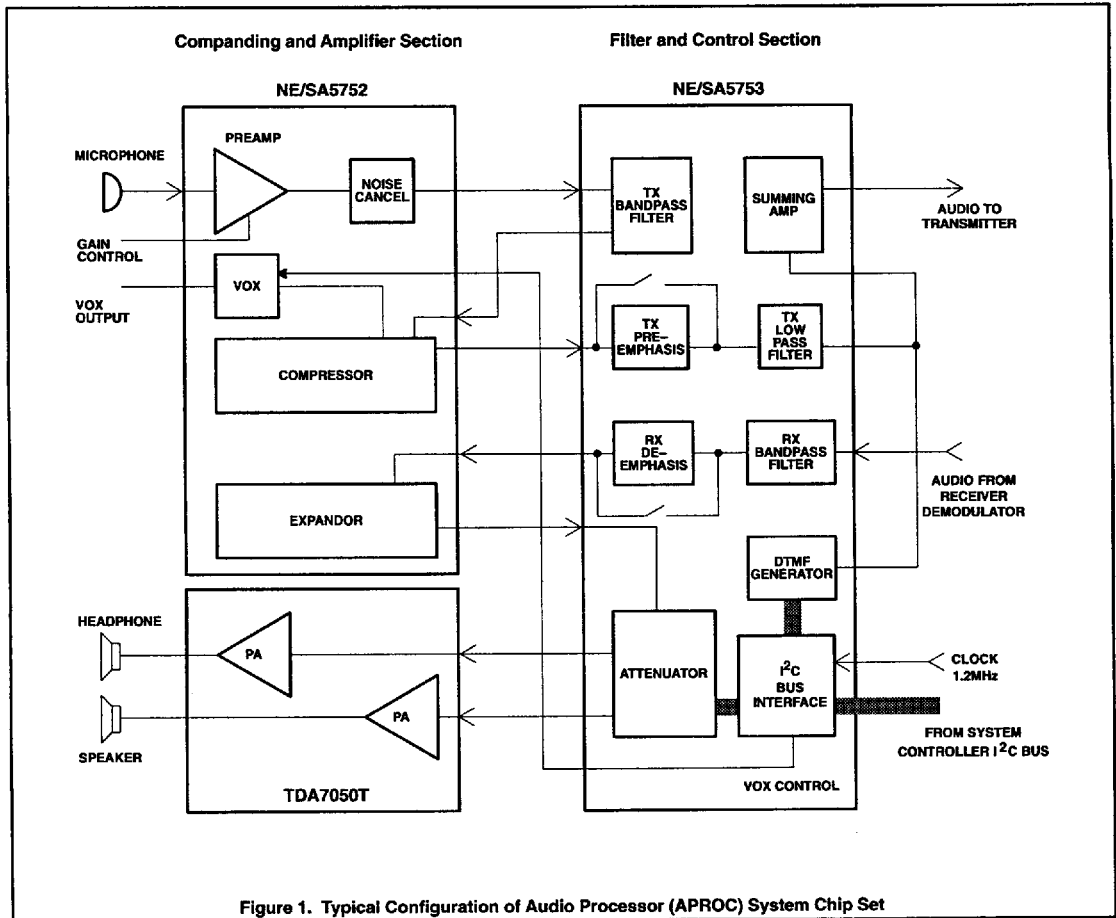 Companding and Amplifier Section
Filter and Control Section
NE/SA5752
NE/SA5753
PREAMP
MICROPHONE
NOISE
CANCEL
TX
BANDPASS
FILTER
SUMMING
AMP
AUDIO TO
TRANSMITTER
GAIN
CONTROL
VOX
VOX
OUTPUT
TX
PRE–
EMPHASIS
TX
LOW
PASS
FILTER
COMPRESSOR
RX
DE–
EMPHASIS
RX
BANDPASS
FILTER
AUDIO FROM
RECEIVER
DEMODULATOR
EXPANDOR
DTMF
GENERATOR
HEADPHONE
PA
ATTENUATOR
I²C
BUS
INTERFACE
CLOCK
1.2MHz
PA
SPEAKER
FROM SYSTEM
CONTROLLER I²C BUS
VOX CONTROL
TDA7050T
Figure 1. Typical Configuration of Audio Processor (APROC) System Chip Set